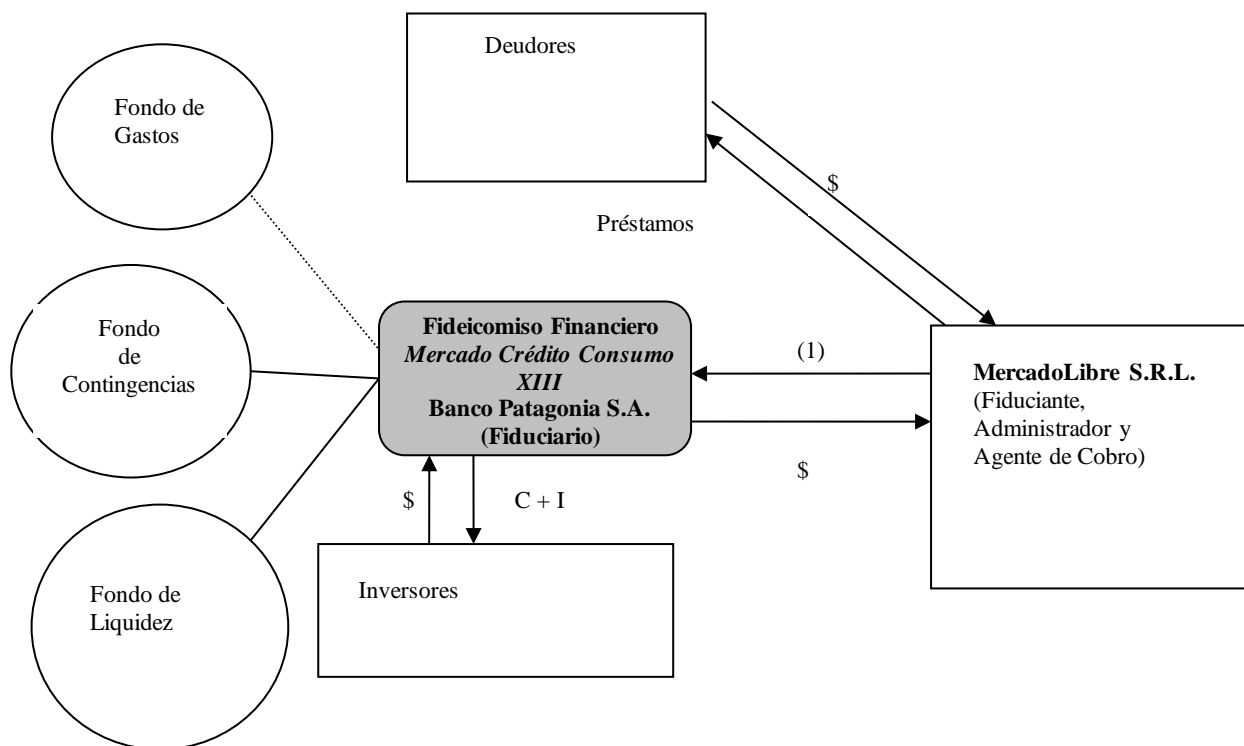 Deudores
Fondo de
Gastos
$
Préstamos
Fondo
de
Contingencias
Fideicomiso Financiero
Mercado Crédito Consumo
XIII
Banco Patagonia S.A.
(Fiduciario)
(1)
MercadoLibre S.R.L.
(Fiduciante,
Administrador y
Agente de Cobro)
$
$
C + I
Fondo de
Liquidez
Inversores